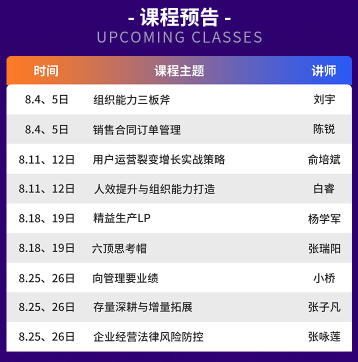 - 课程预告 -
UPCOMING CLASSES
时间 课程主题 讲师
8.4、5日 组织能力三板斧 刘宇
8.4、5日 销售合同订单管理 陈锐
8.11、12日 用户运营裂变增长实战策略 俞培斌
8.11、12日 人效提升与组织能力打造 白睿
8.18、19日 精益生产LP 杨学军
8.18、19日 六顶思考帽 张瑞阳
8.25、26日 向管理要业绩 小桥
8.25、26日 存量深耕与增量拓展 张子凡
8.25、26日 企业经营法律风险防控 张咏莲